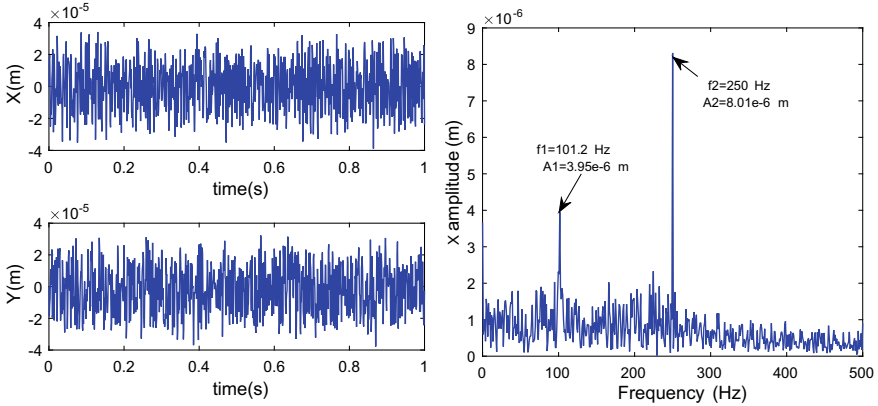 ×10⁻⁵
4
2
0
-2
-4
X(m)
0 0.2 0.4 0.6 0.8 1
time(s)
×10⁻⁵
4
2
0
-2
-4
Y(m)
0 0.2 0.4 0.6 0.8 1
time(s)
×10⁻⁶
9
8
7
6
5
4
3
2
1
0
x amplitude (m)
f1=101.2 Hz
A1=3.95e-6 m
f2=250 Hz
A2=8.01e-6 m
0 100 200 300 400 500
Frequency (Hz)